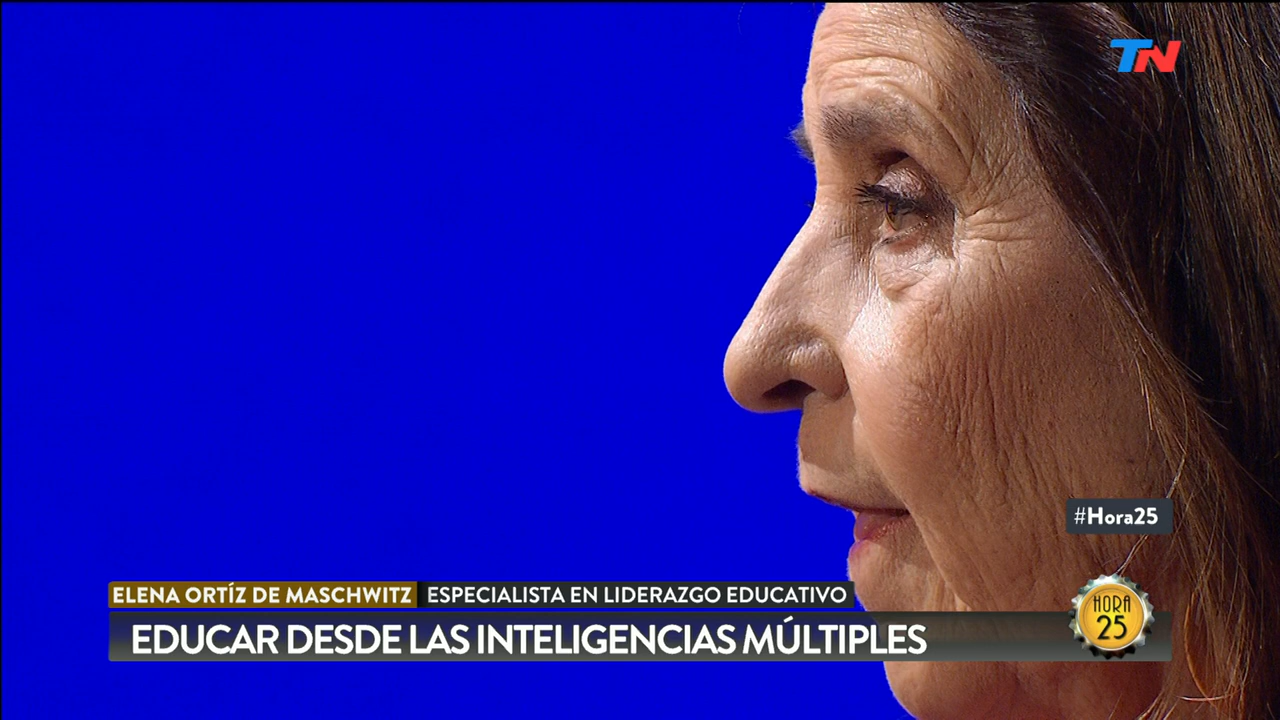 TN
#Hora25
ELENA ORTÍZ DE MASCHWITZ ESPECIALISTA EN LIDERAZGO EDUCATIVO
EDUCAR DESDE LAS INTELIGENCIAS MÚLTIPLES
HORA
25